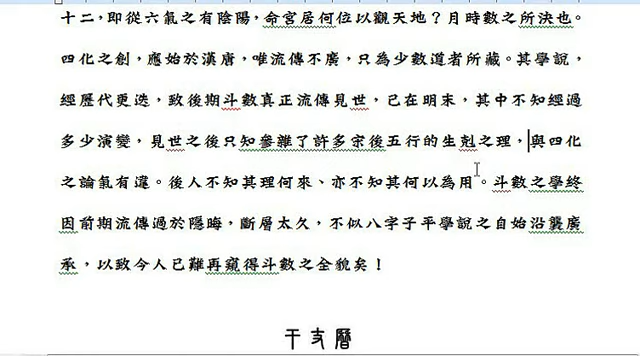 十二，即從六氣之有陰陽，命宮居何位以觀天地？月時數之所決也。
四化之創，應始於漢唐，唯流傳不廣，只為少數道者所藏。其學說，
經歷代更迭，致後期斗數真正流傳見世，已在明末，其中不知經過
多少演變，見世之後只知參雜了許多宗後五行的生剋之理，與四化
之論氣有違。後人不知其理何來、亦不知其何以為用。斗數之學終
因前期流傳過於隱晦，斷層太久，不似八字子平學說之自始沿襲廣
承，以致今人已難再窺得斗數之全貌矣！
干支曆